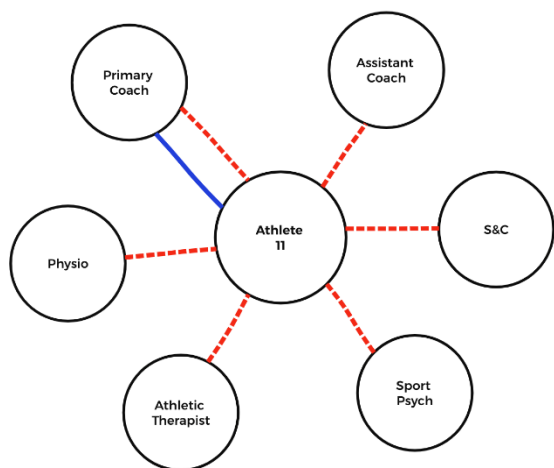 Primary
Coach
Assistant
Coach
Athlete
11
S&C
Physio
Athletic
Therapist
Sport
Psych